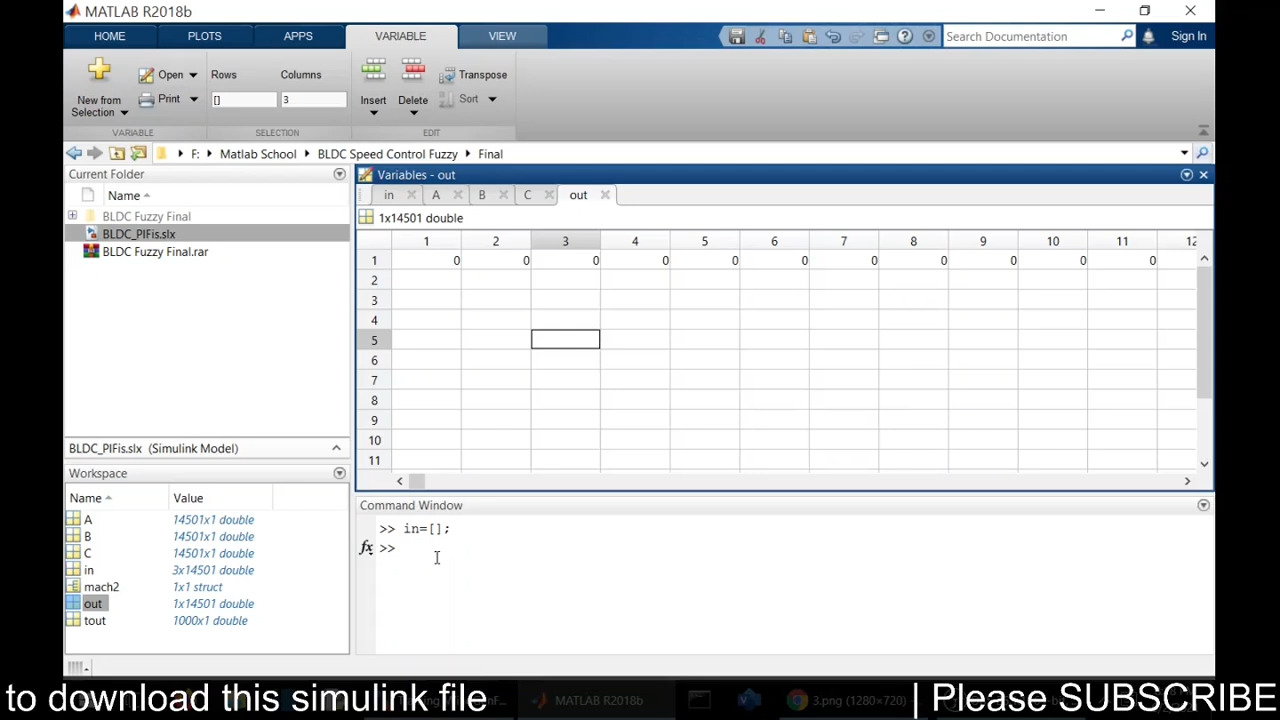 MATLAB R2018b
HOME PLOTS APPS VARIABLE VIEW Search Documentation Sign In
Open Rows Columns Transpose
New from Selection Print [] 3 Insert Delete Sort
VARIABLE SELECTION EDIT
F: Matlab School BLDC Speed Control Fuzzy Final
Current Folder
Name
BLDC Fuzzy Final
BLDC_PIFis.slx
BLDC Fuzzy Final.rar
BLDC_PIFis.slx (Simulink Model)
Workspace
Name Value
A 14501x1 double
B 14501x1 double
C 14501x1 double
in 3x14501 double
mach2 1x1 struct
out 1x14501 double
tout 1000x1 double
Variables - out
in A B C out
1x14501 double
1 2 3 4 5 6 7 8 9 10 11 12
1 0 0 0 0 0 0 0 0 0 0 0
2
3
4
5
6
7
8
9
10
11
Command Window
>> in=[];
fx >>
to download this simulink file | Please SUBSCRIBE
MATLAB R2018b 3.png (1280×720)